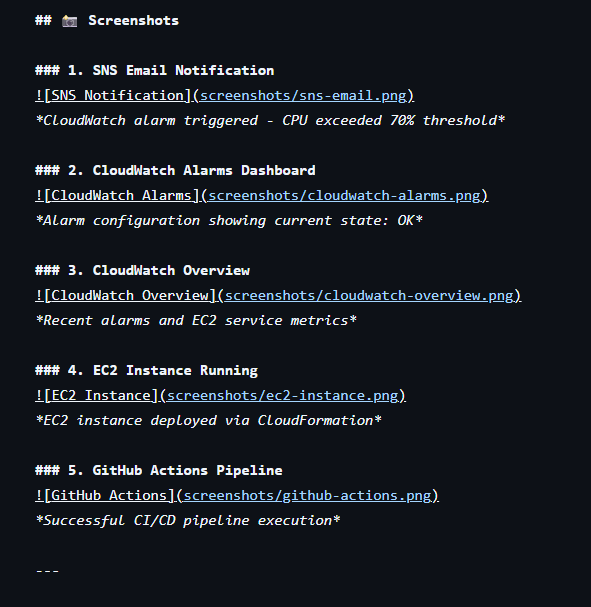 ## 📸 Screenshots
### 1. SNS Email Notification
![SNS Notification](screenshots/sns-email.png)
*CloudWatch alarm triggered - CPU exceeded 70% threshold*
### 2. CloudWatch Alarms Dashboard
![CloudWatch Alarms](screenshots/cloudwatch-alarms.png)
*Alarm configuration showing current state: OK*
### 3. CloudWatch Overview
![CloudWatch Overview](screenshots/cloudwatch-overview.png)
*Recent alarms and EC2 service metrics*
### 4. EC2 Instance Running
![EC2 Instance](screenshots/ec2-instance.png)
*EC2 instance deployed via CloudFormation*
### 5. GitHub Actions Pipeline
![GitHub Actions](screenshots/github-actions.png)
*Successful CI/CD pipeline execution*
---